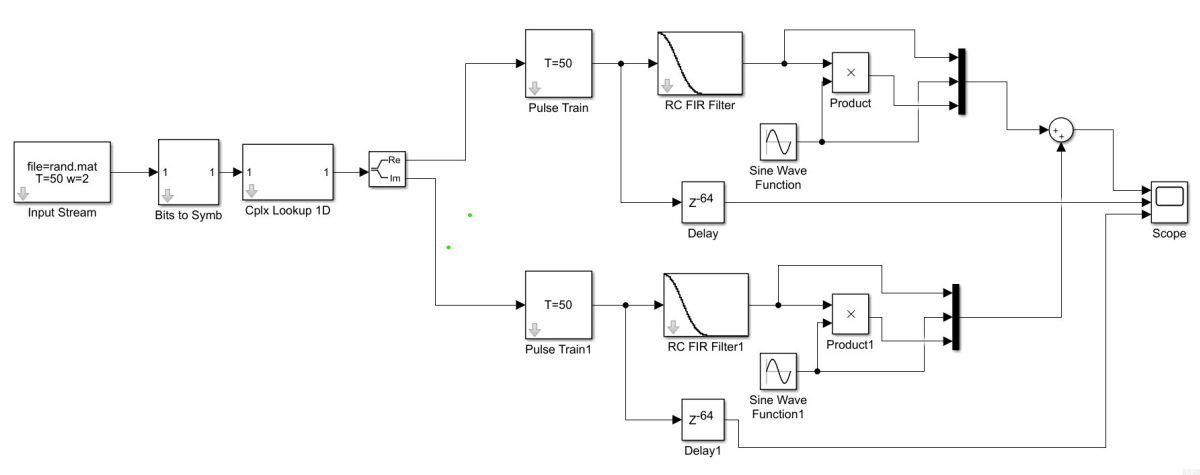 T=50
Pulse Train
RC FIR Filter
×
Product
Sine Wave
Function
file=rand.mat
T=50 w=2
Input Stream
1 1
Bits to Symb
1 1
Cplx Lookup 1D
Re
Im
+
+
Z-64
Delay
Scope
T=50
Pulse Train1
RC FIR Filter1
×
Product1
Sine Wave
Function1
Z-64
Delay1